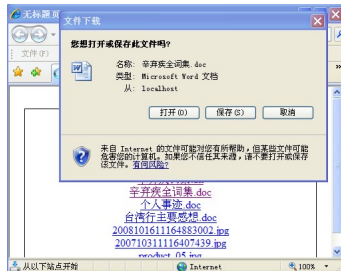 无标题页
文件下载
文件(F)
您想打开或保存此文件吗?
名称: 辛弃疾全词集.doc
类型: Microsoft Word 文档
从: localhost
打开(O)
保存(S)
取消
来自 Internet 的文件可能对您有所帮助,但某些文件可能
危害您的计算机。如果您不信任其来源,请不要打开或保存
该文件。有何风险?
辛弃疾全词集.doc
个人事迹.doc
台湾行主要感想.doc
200810161164883002.jpg
200710311116407439.jpg
product_05.jpg
从以下站点开始
Internet
100%